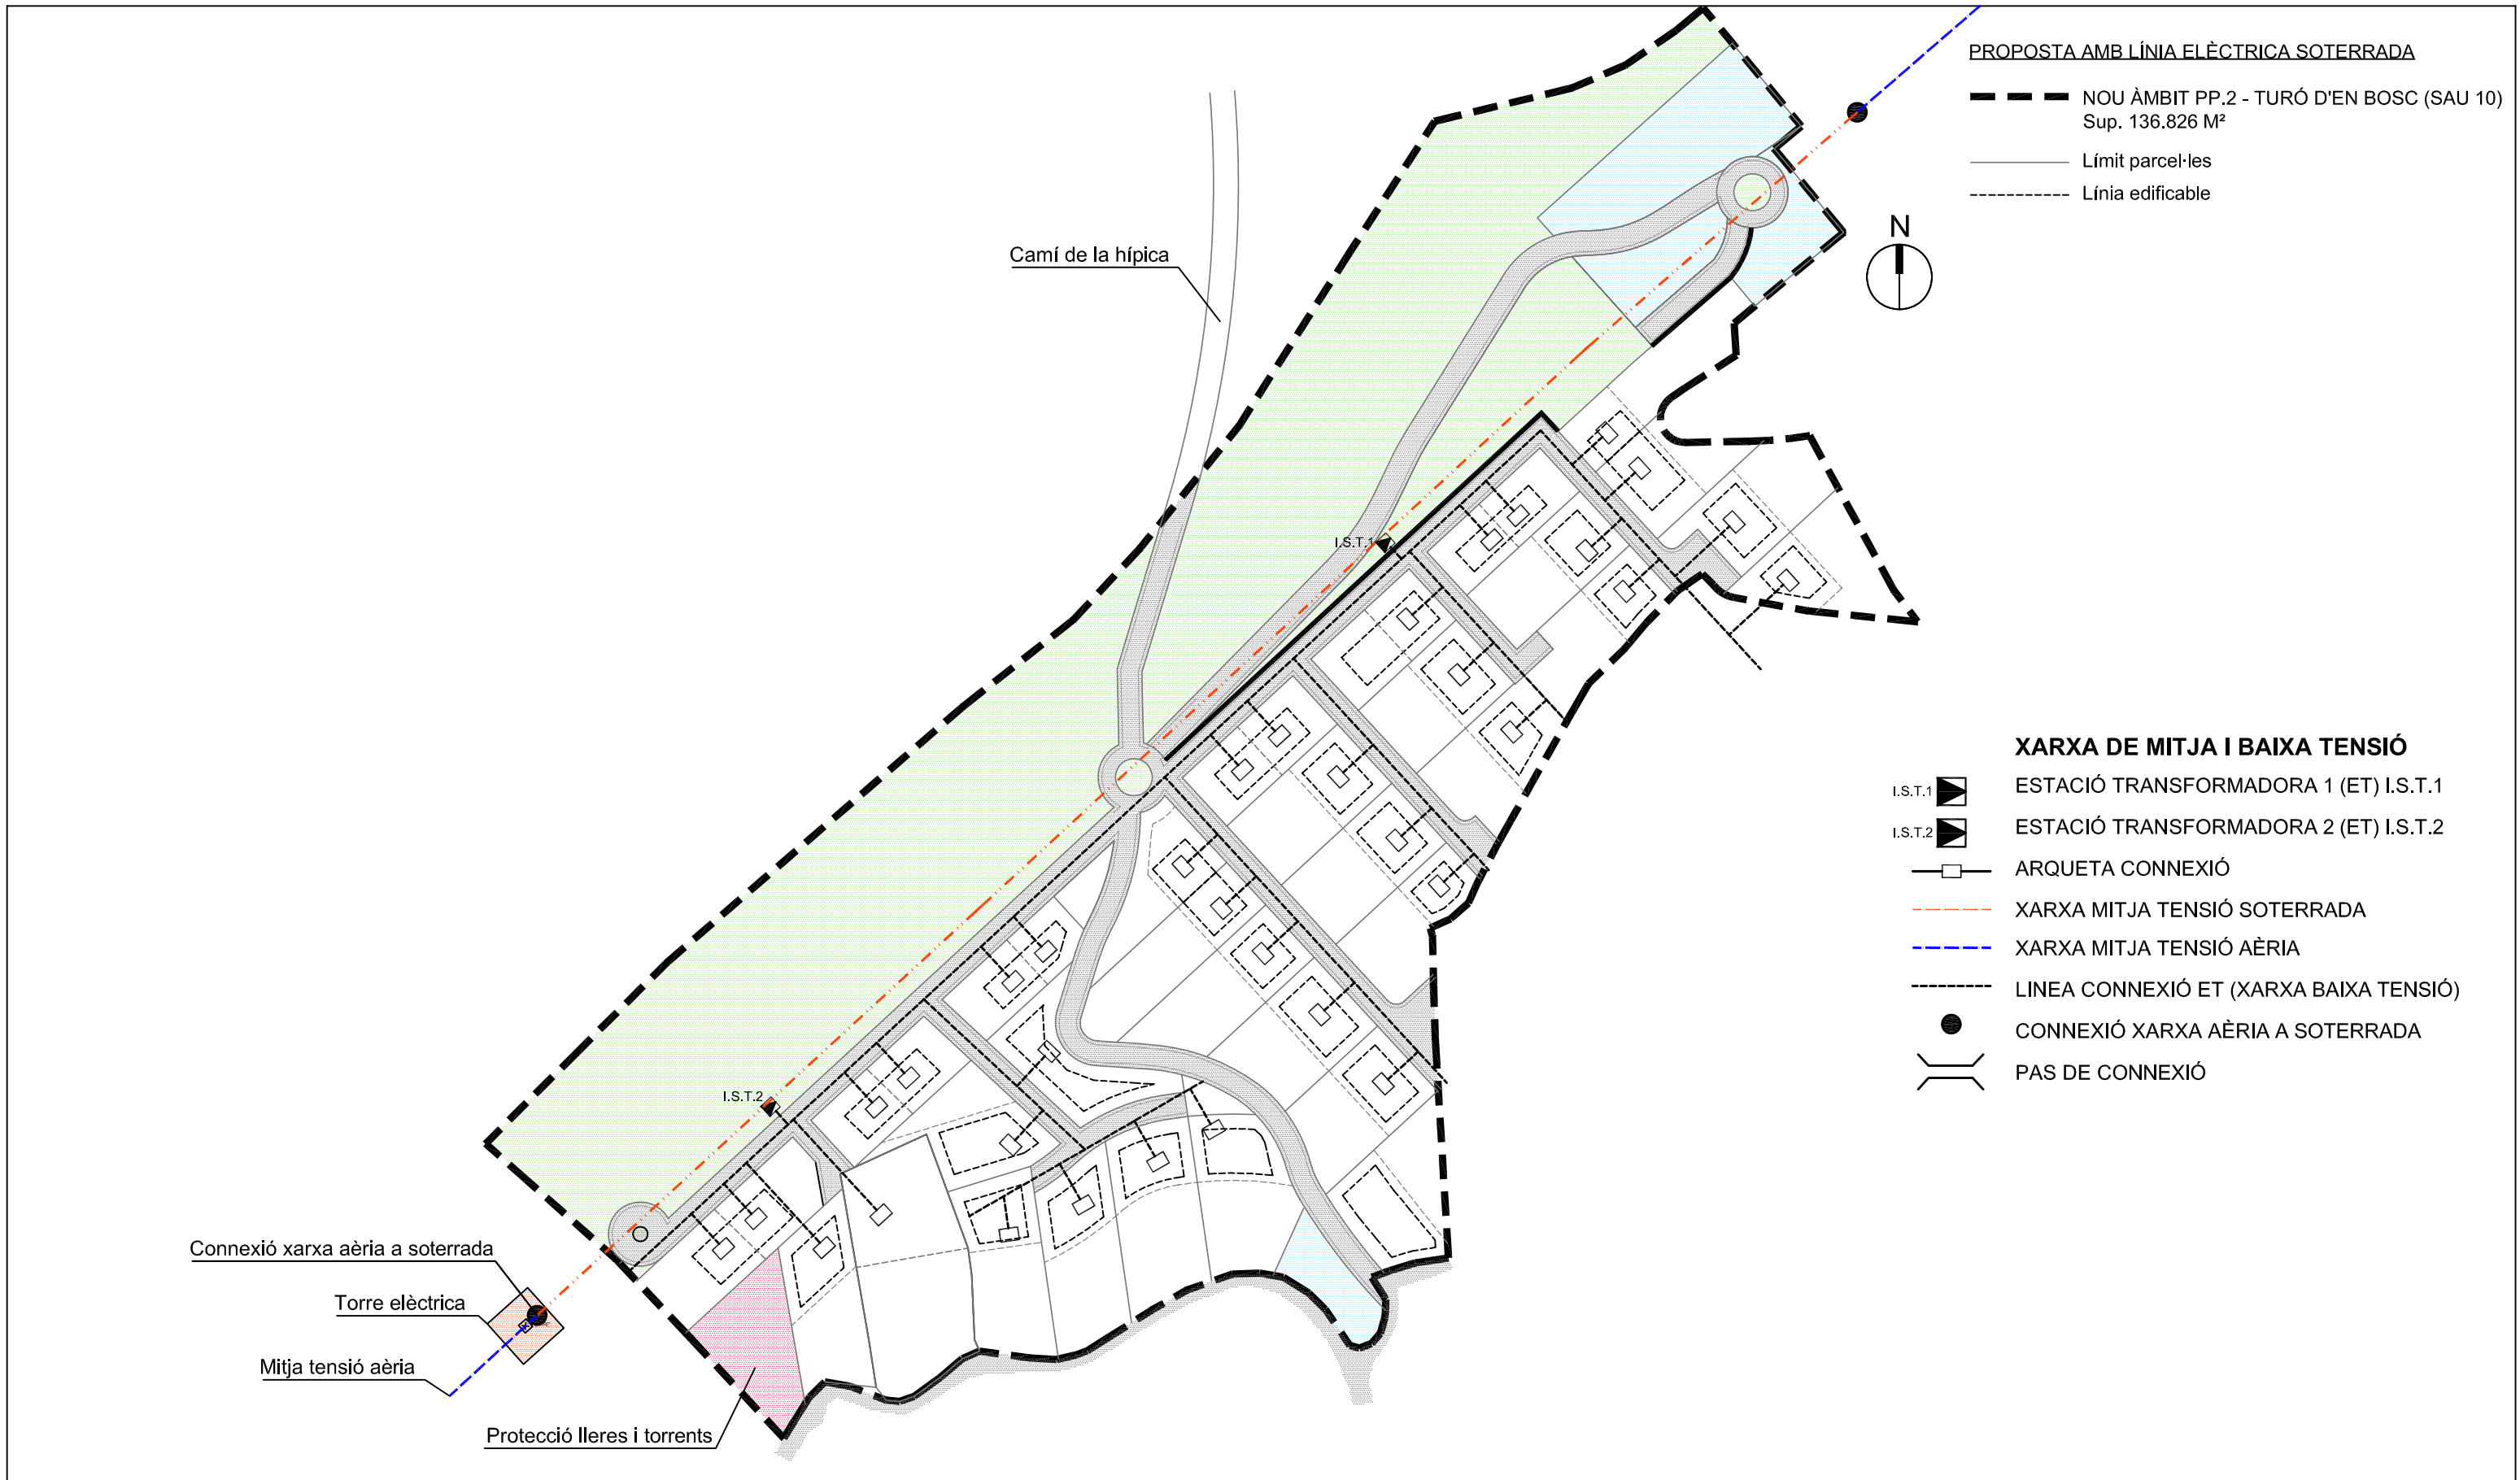 PROPOSTA AMB LÍNIA ELÈCTRICA SOTERRADA
NOU ÀMBIT PP.2 - TURÓ D'EN BOSC (SAU 10)
Sup. 136.826 M²
Límit parcel·les
Línia edificable
N
Camí de la hípica
I.S.T.1
I.S.T.2
Connexió xarxa aèria a soterrada
Torre elèctrica
Mitja tensió aèria
Protecció lleres i torrents
XARXA DE MITJA I BAIXA TENSIÓ
I.S.T.1 ESTACIÓ TRANSFORMADORA 1 (ET) I.S.T.1
I.S.T.2 ESTACIÓ TRANSFORMADORA 2 (ET) I.S.T.2
ARQUETA CONNEXIÓ
XARXA MITJA TENSIÓ SOTERRADA
XARXA MITJA TENSIÓ AÈRIA
LINEA CONNEXIÓ ET (XARXA BAIXA TENSIÓ)
CONNEXIÓ XARXA AÈRIA A SOTERRADA
PAS DE CONNEXIÓ